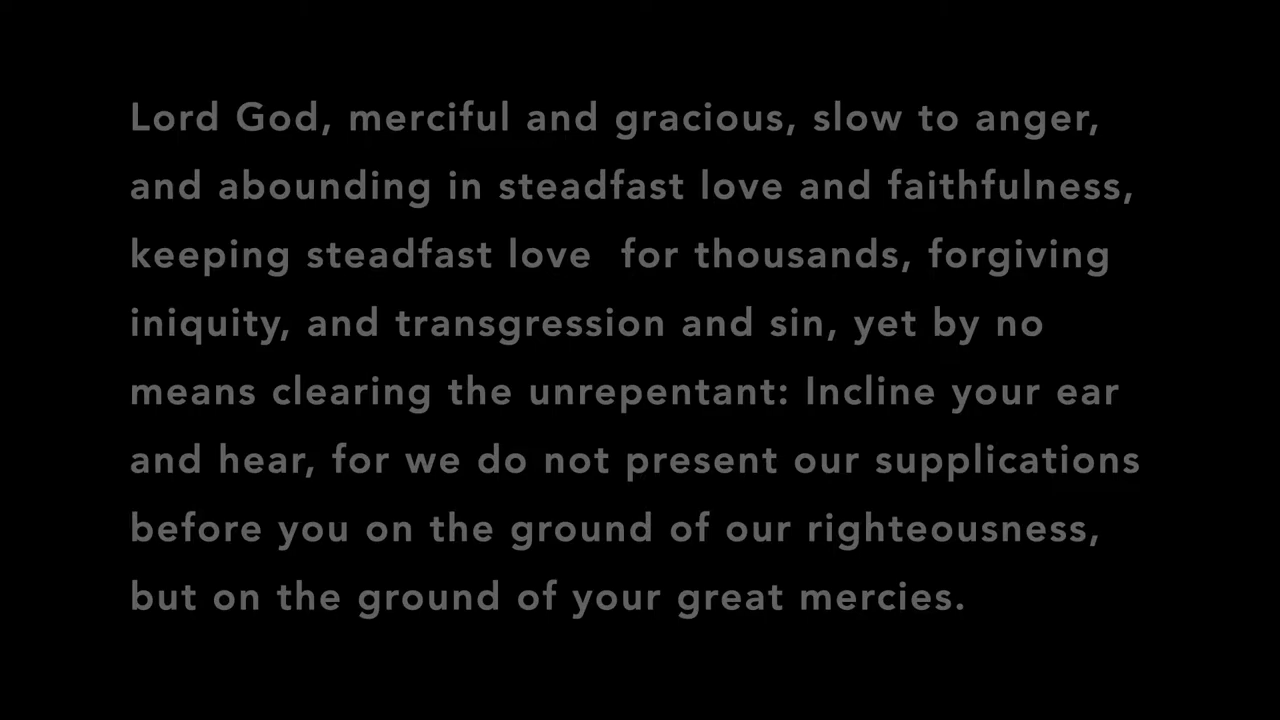 Lord God, merciful and gracious, slow to anger,
and abounding in steadfast love and faithfulness,
keeping steadfast love  for thousands, forgiving
iniquity, and transgression and sin, yet by no
means clearing the unrepentant: Incline your ear
and hear, for we do not present our supplications
before you on the ground of our righteousness,
but on the ground of your great mercies.